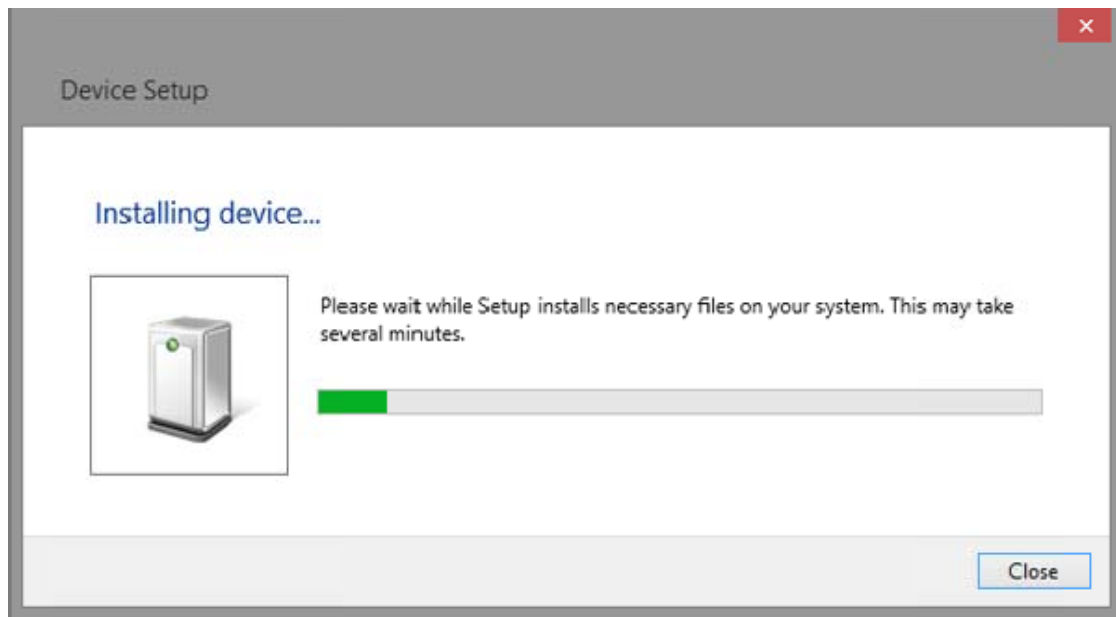 Device Setup
Installing device...
Please wait while Setup installs necessary files on your system. This may take
several minutes.
Close